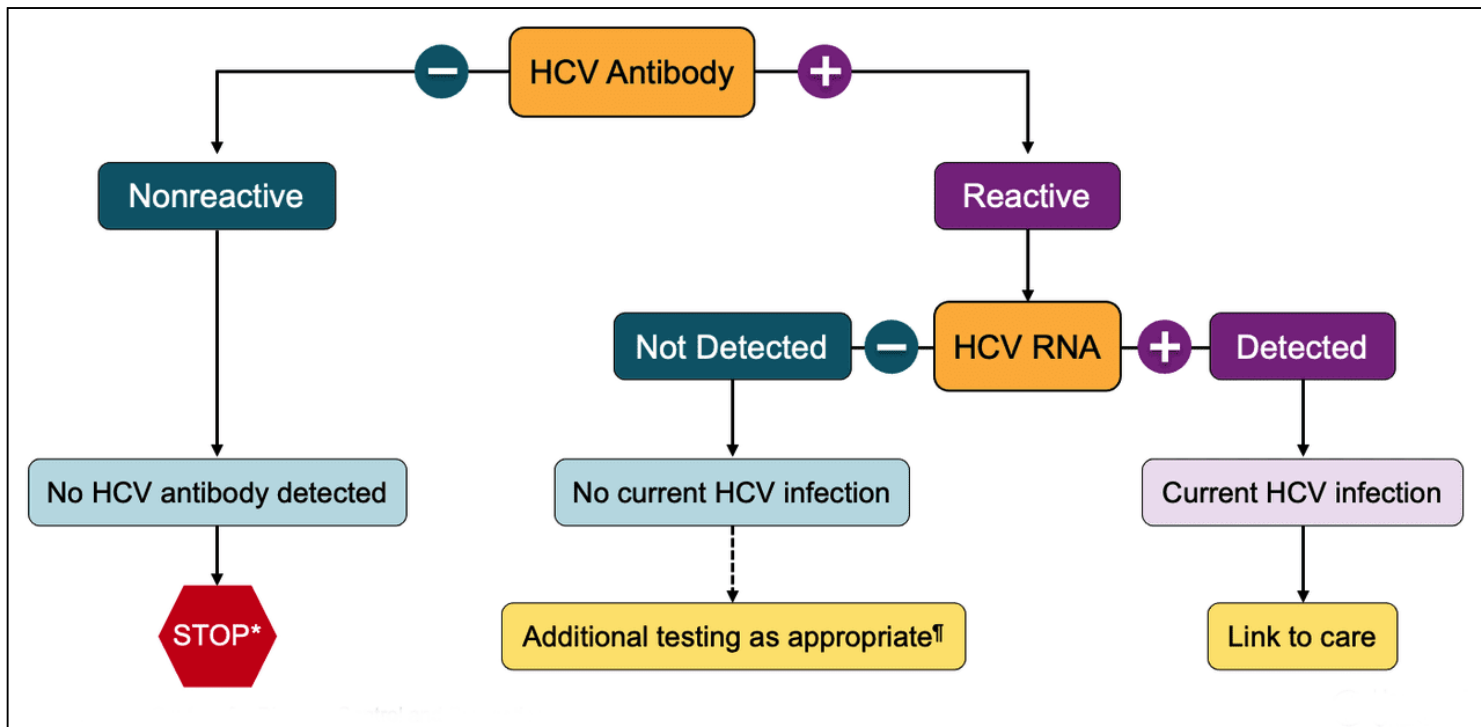 HCV Antibody
Nonreactive
Reactive
Not Detected
HCV RNA
Detected
No HCV antibody detected
No current HCV infection
Current HCV infection
STOP*
Additional testing as appropriate¶
Link to care